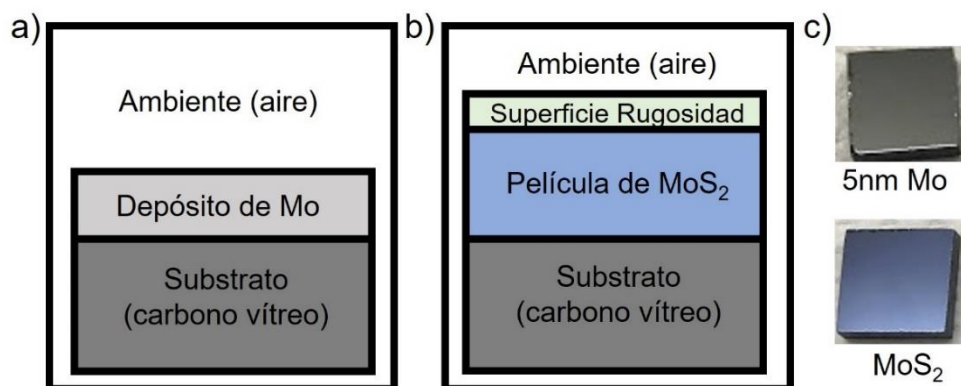 a)
Ambiente (aire)
Depósito de Mo
Substrato
(carbono vítreo)
b)
Ambiente (aire)
Superficie Rugosidad
Película de MoS₂
Substrato
(carbono vítreo)
c)
5nm Mo
MoS₂